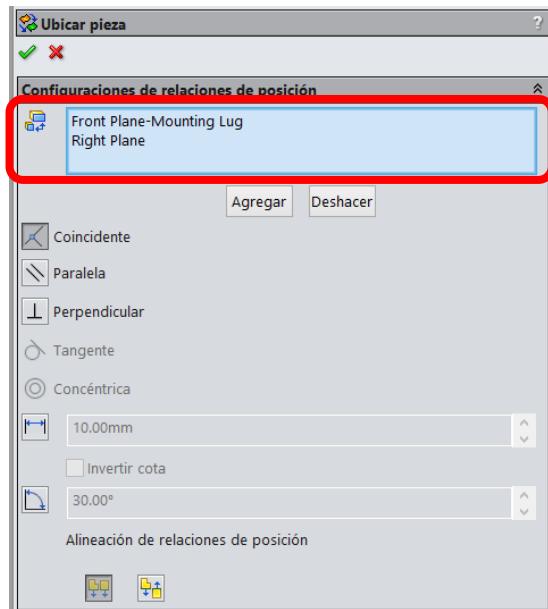 Ubicar pieza
?
Configuraciones de relaciones de posición
Front Plane-Mounting Lug
Right Plane
Agregar Deshacer
Coincidente
Paralela
Perpendicular
Tangente
Concéntrica
10.00mm
Invertir cota
30.00°
Alineación de relaciones de posición